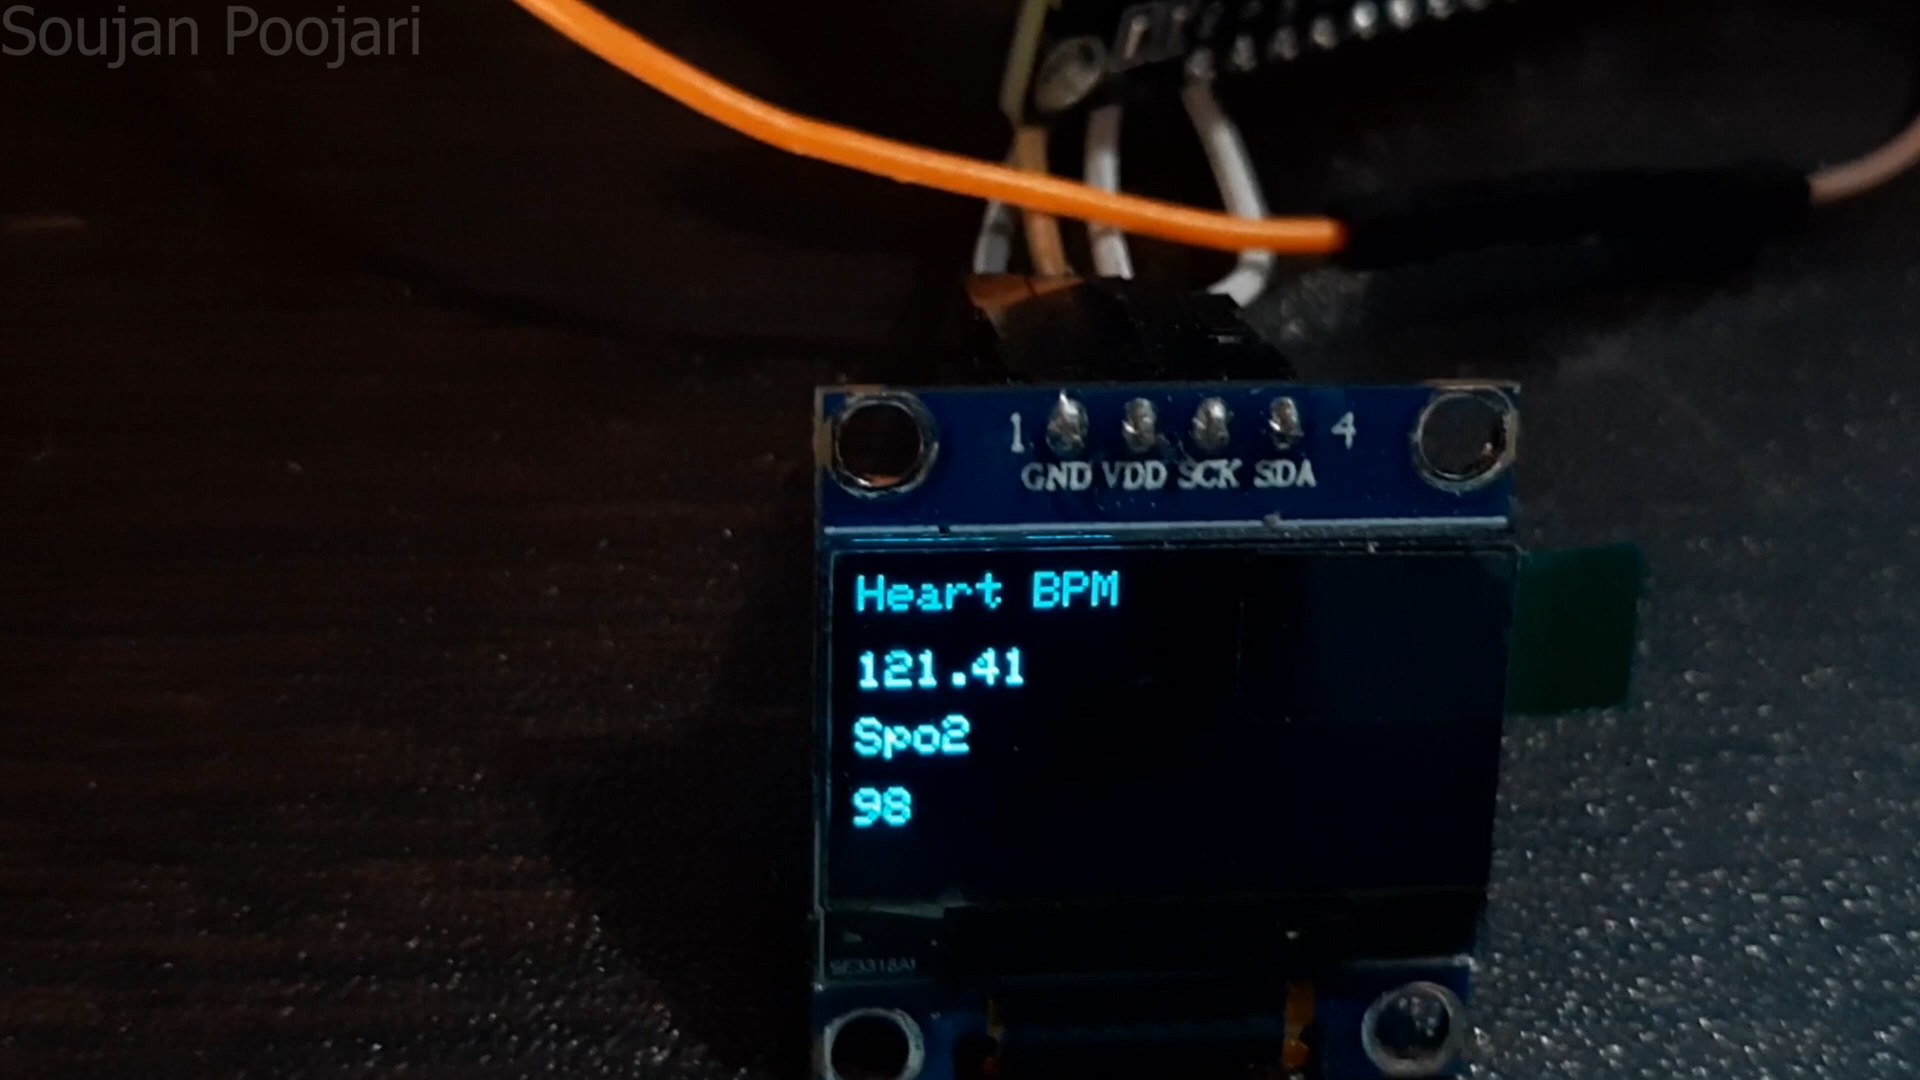 Soujan Poojari
1 4
GND VDD SCK SDA
Heart BPM
121.41
Spo2
98